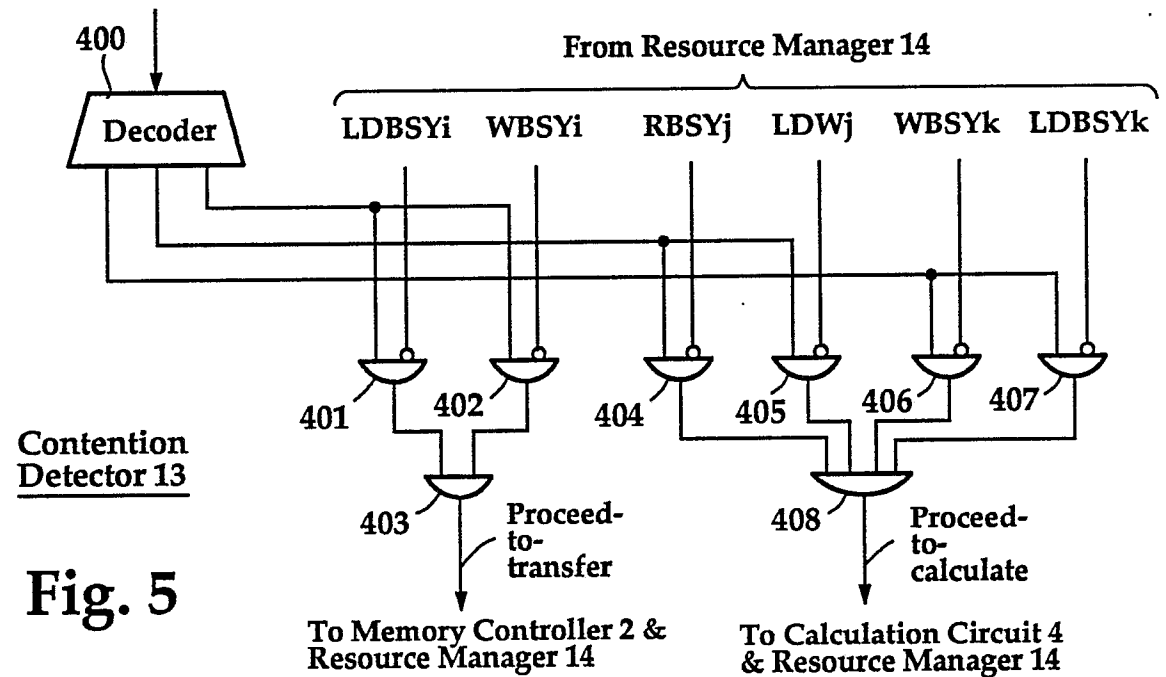 400
From Resource Manager 14
Decoder
LDBSYi WBSYi RBSYj LDWj WBSYk LDBSYk
401 402 404 405 406 407
Contention
Detector 13
403
Proceed-
to-
transfer
408
Proceed-
to-
calculate
Fig. 5
To Memory Controller 2 &
Resource Manager 14
To Calculation Circuit 4
& Resource Manager 14